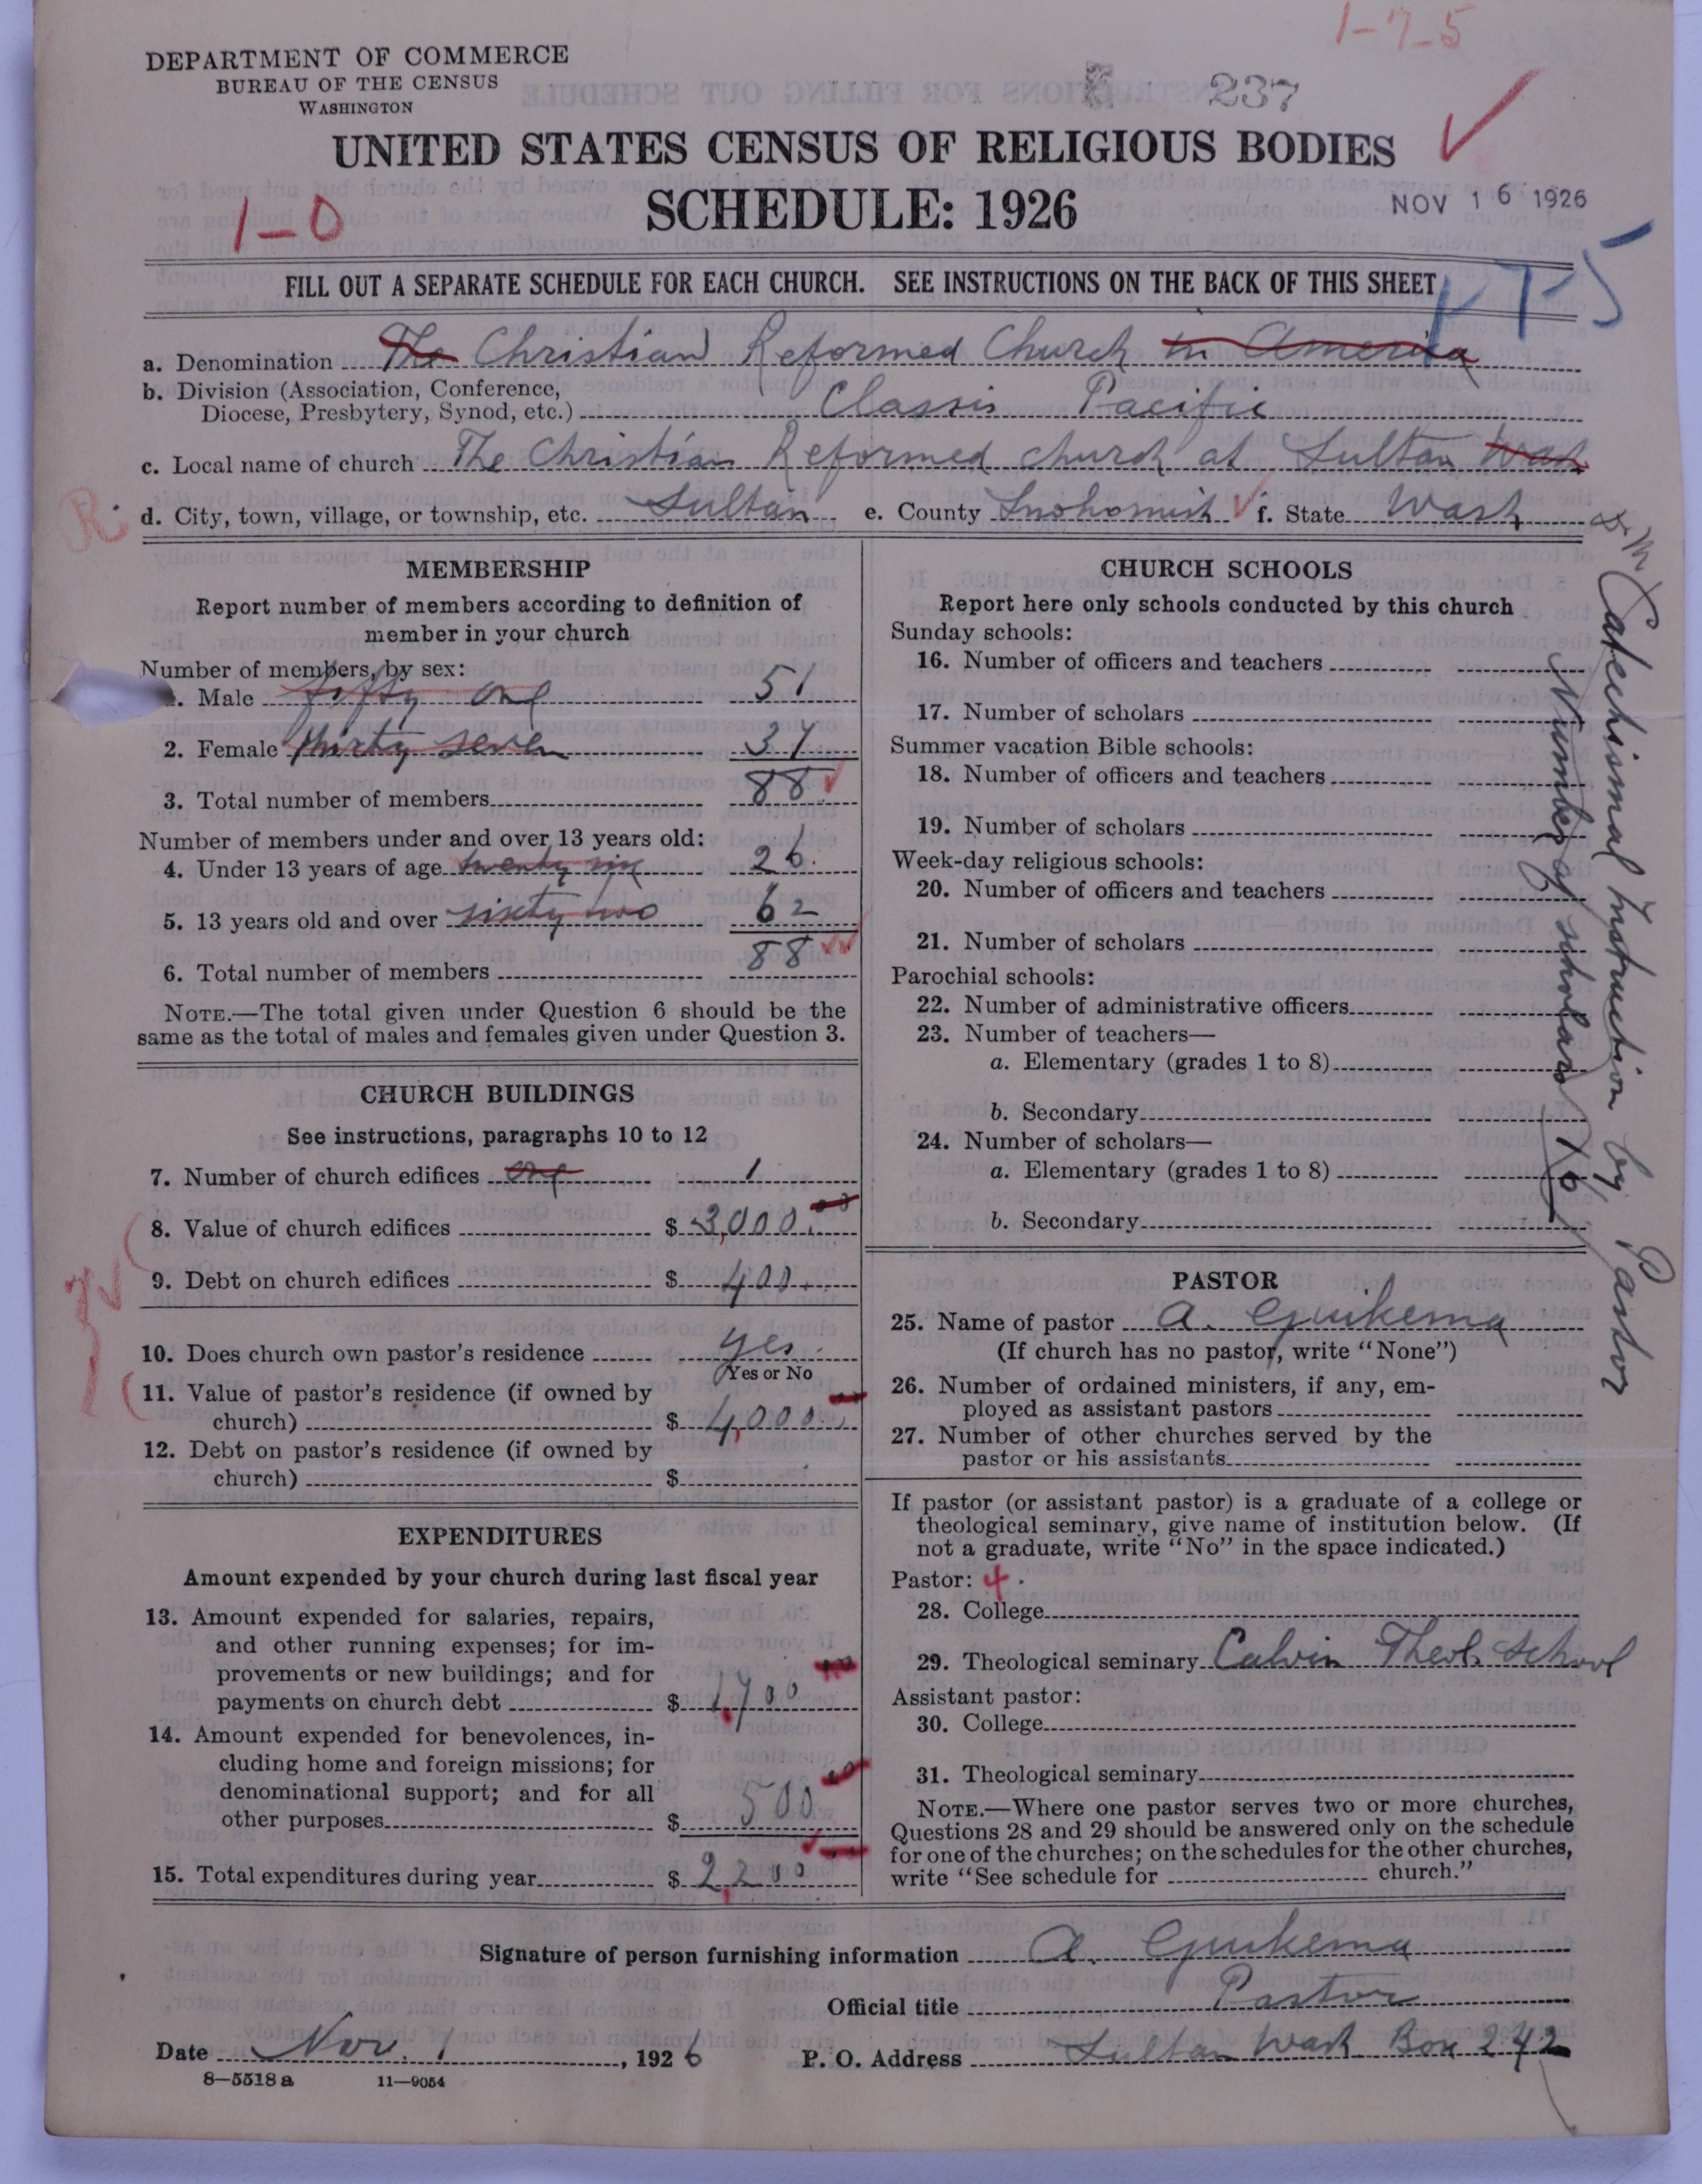 1-7-5
DEPARTMENT OF COMMERCE
BUREAU OF THE CENSUS
WASHINGTON
237
UNITED STATES CENSUS OF RELIGIOUS BODIES
SCHEDULE: 1926
NOV 16 1926
1-0
FILL OUT A SEPARATE SCHEDULE FOR EACH CHURCH. SEE INSTRUCTIONS ON THE BACK OF THIS SHEET
a. Denomination The Christian Reformed Church in America
b. Division (Association, Conference,
Diocese, Presbytery, Synod, etc.) Classis Pacific
c. Local name of church The Christian Reformed church at Sultan Wash
R.
d. City, town, village, or township, etc. Sultan e. County Snohomish f. State Wash
MEMBERSHIP
Report number of members according to definition of
member in your church
Number of members, by sex:
Male fifty one 51
2. Female thirty seven 37
3. Total number of members 88
Number of members under and over 13 years old:
4. Under 13 years of age twenty six 26.
5. 13 years old and over sixty two 62
6. Total number of members 88
NOTE.—The total given under Question 6 should be the
same as the total of males and females given under Question 3.
CHURCH BUILDINGS
See instructions, paragraphs 10 to 12
7. Number of church edifices one 1
8. Value of church edifices $ 3,000.00
9. Debt on church edifices $ 400.
10. Does church own pastor's residence yes.
Yes or No
11. Value of pastor's residence (if owned by
church) $ 4,000.
12. Debt on pastor's residence (if owned by
church) $
EXPENDITURES
Amount expended by your church during last fiscal year
13. Amount expended for salaries, repairs,
and other running expenses; for im-
provements or new buildings; and for
payments on church debt $ 1,700
14. Amount expended for benevolences, in-
cluding home and foreign missions; for
denominational support; and for all
other purposes $ 500
15. Total expenditures during year $ 2,200
CHURCH SCHOOLS
Report here only schools conducted by this church
Sunday schools:
16. Number of officers and teachers
17. Number of scholars
Summer vacation Bible schools:
18. Number of officers and teachers
19. Number of scholars
Week-day religious schools:
20. Number of officers and teachers
21. Number of scholars
Parochial schools:
22. Number of administrative officers
23. Number of teachers—
a. Elementary (grades 1 to 8)
b. Secondary
24. Number of scholars—
a. Elementary (grades 1 to 8)
b. Secondary
Catechismal Instruction by Pastor
Number of scholars
PASTOR
25. Name of pastor A. Guikema
(If church has no pastor, write "None")
26. Number of ordained ministers, if any, em-
ployed as assistant pastors
27. Number of other churches served by the
pastor or his assistants
If pastor (or assistant pastor) is a graduate of a college or
theological seminary, give name of institution below. (If
not a graduate, write "No" in the space indicated.)
Pastor: 4
28. College
29. Theological seminary Calvin Theol. School
Assistant pastor:
30. College
31. Theological seminary
NOTE.—Where one pastor serves two or more churches,
Questions 28 and 29 should be answered only on the schedule
for one of the churches; on the schedules for the other churches,
write "See schedule for church."
Signature of person furnishing information A. Guikema
Official title Pastor
Date Nov. 1, 1926 P. O. Address Sultan Wash Box 242
8—5518 a 11—9054